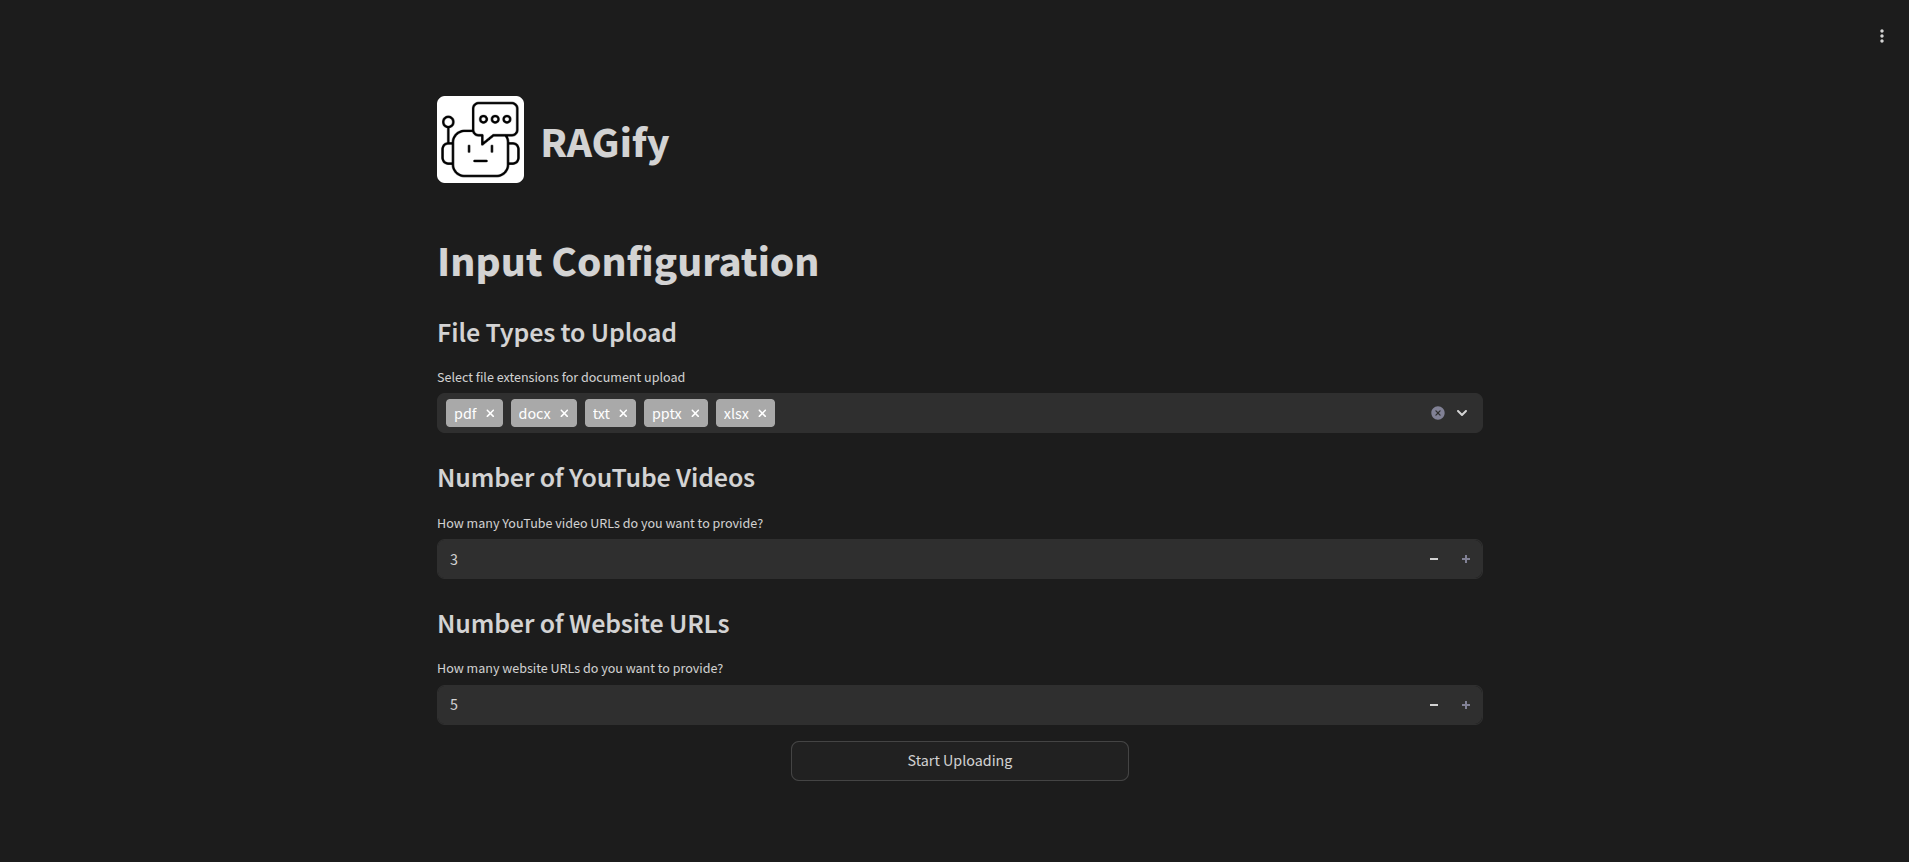 RAGify
Input Configuration
File Types to Upload
Select file extensions for document upload
pdf docx txt pptx xlsx
Number of YouTube Videos
How many YouTube video URLs do you want to provide?
3
Number of Website URLs
How many website URLs do you want to provide?
5
Start Uploading